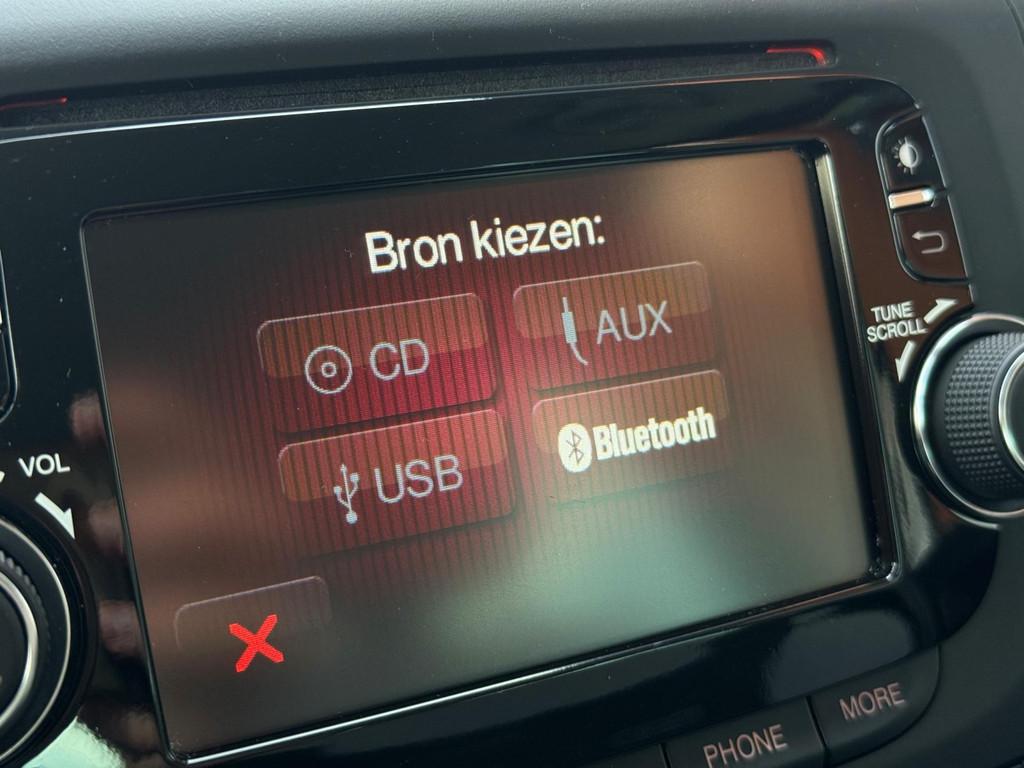 Bron kiezen:
CD
AUX
USB
Bluetooth
VOL
TUNE
SCROLL
PHONE
MORE